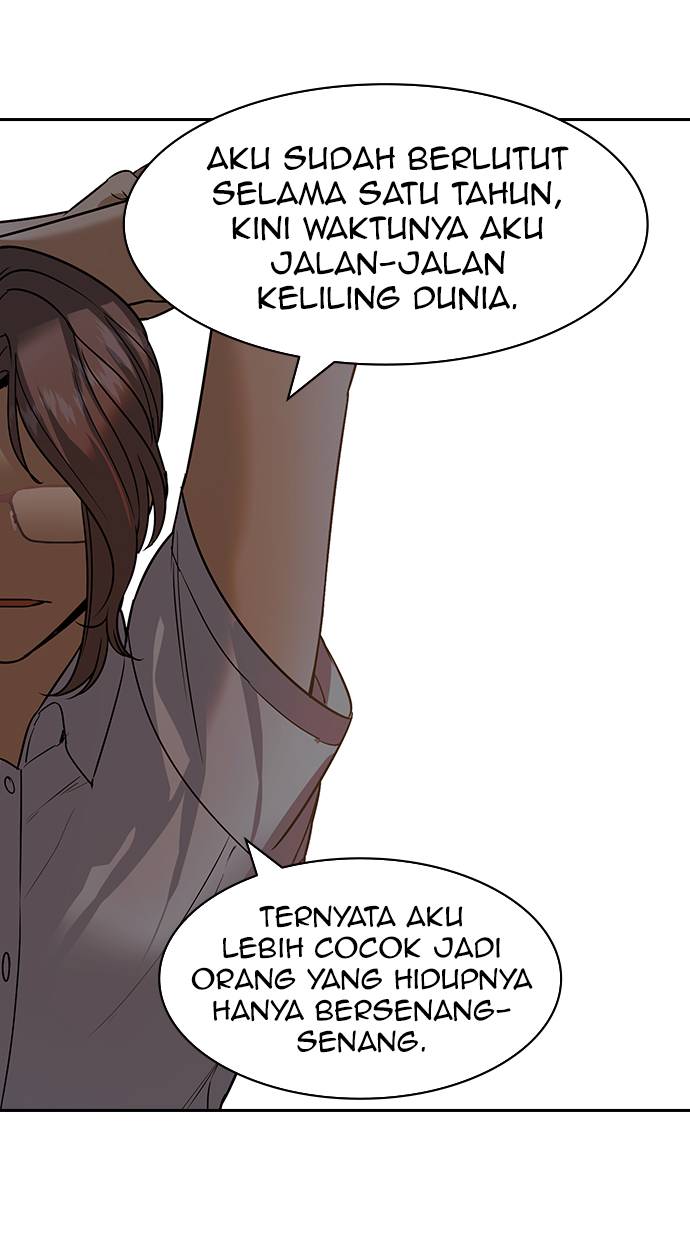 AKU SUDAH BERLUTUT
SELAMA SATU TAHUN,
KINI WAKTUNYA AKU
JALAN-JALAN
KELILING DUNIA.
TERNYATA AKU
LEBIH COCOK JADI
ORANG YANG HIDUPNYA
HANYA BERSENANG-
SENANG.